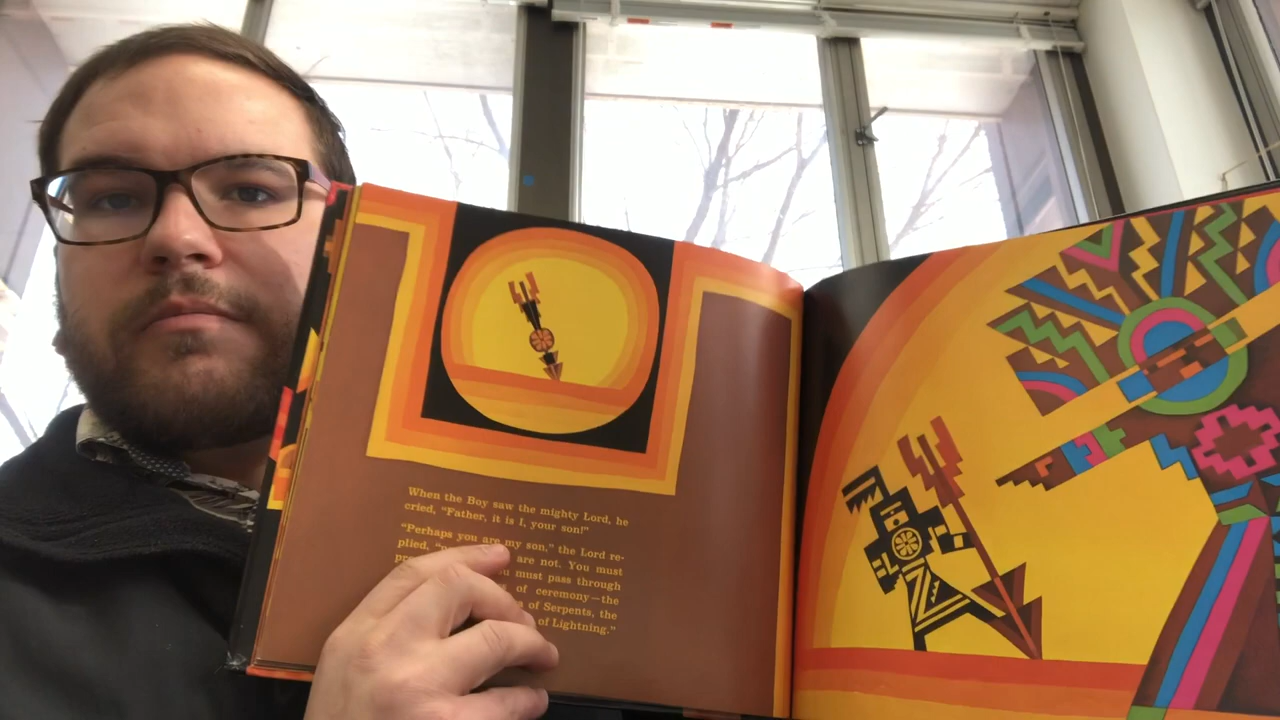 When the Boy saw the mighty Lord, he
cried, "Father, it is I, your son!"
"Perhaps you are my son," the Lord re-
plied, are not. You must
must pass through
of ceremony—the
of Serpents, the
of Lightning."